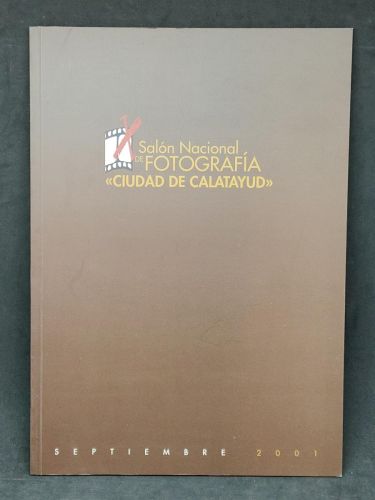 Salón Nacional
DE FOTOGRAFÍA
«CIUDAD DE CALATAYUD»
SEPTIEMBRE 2001